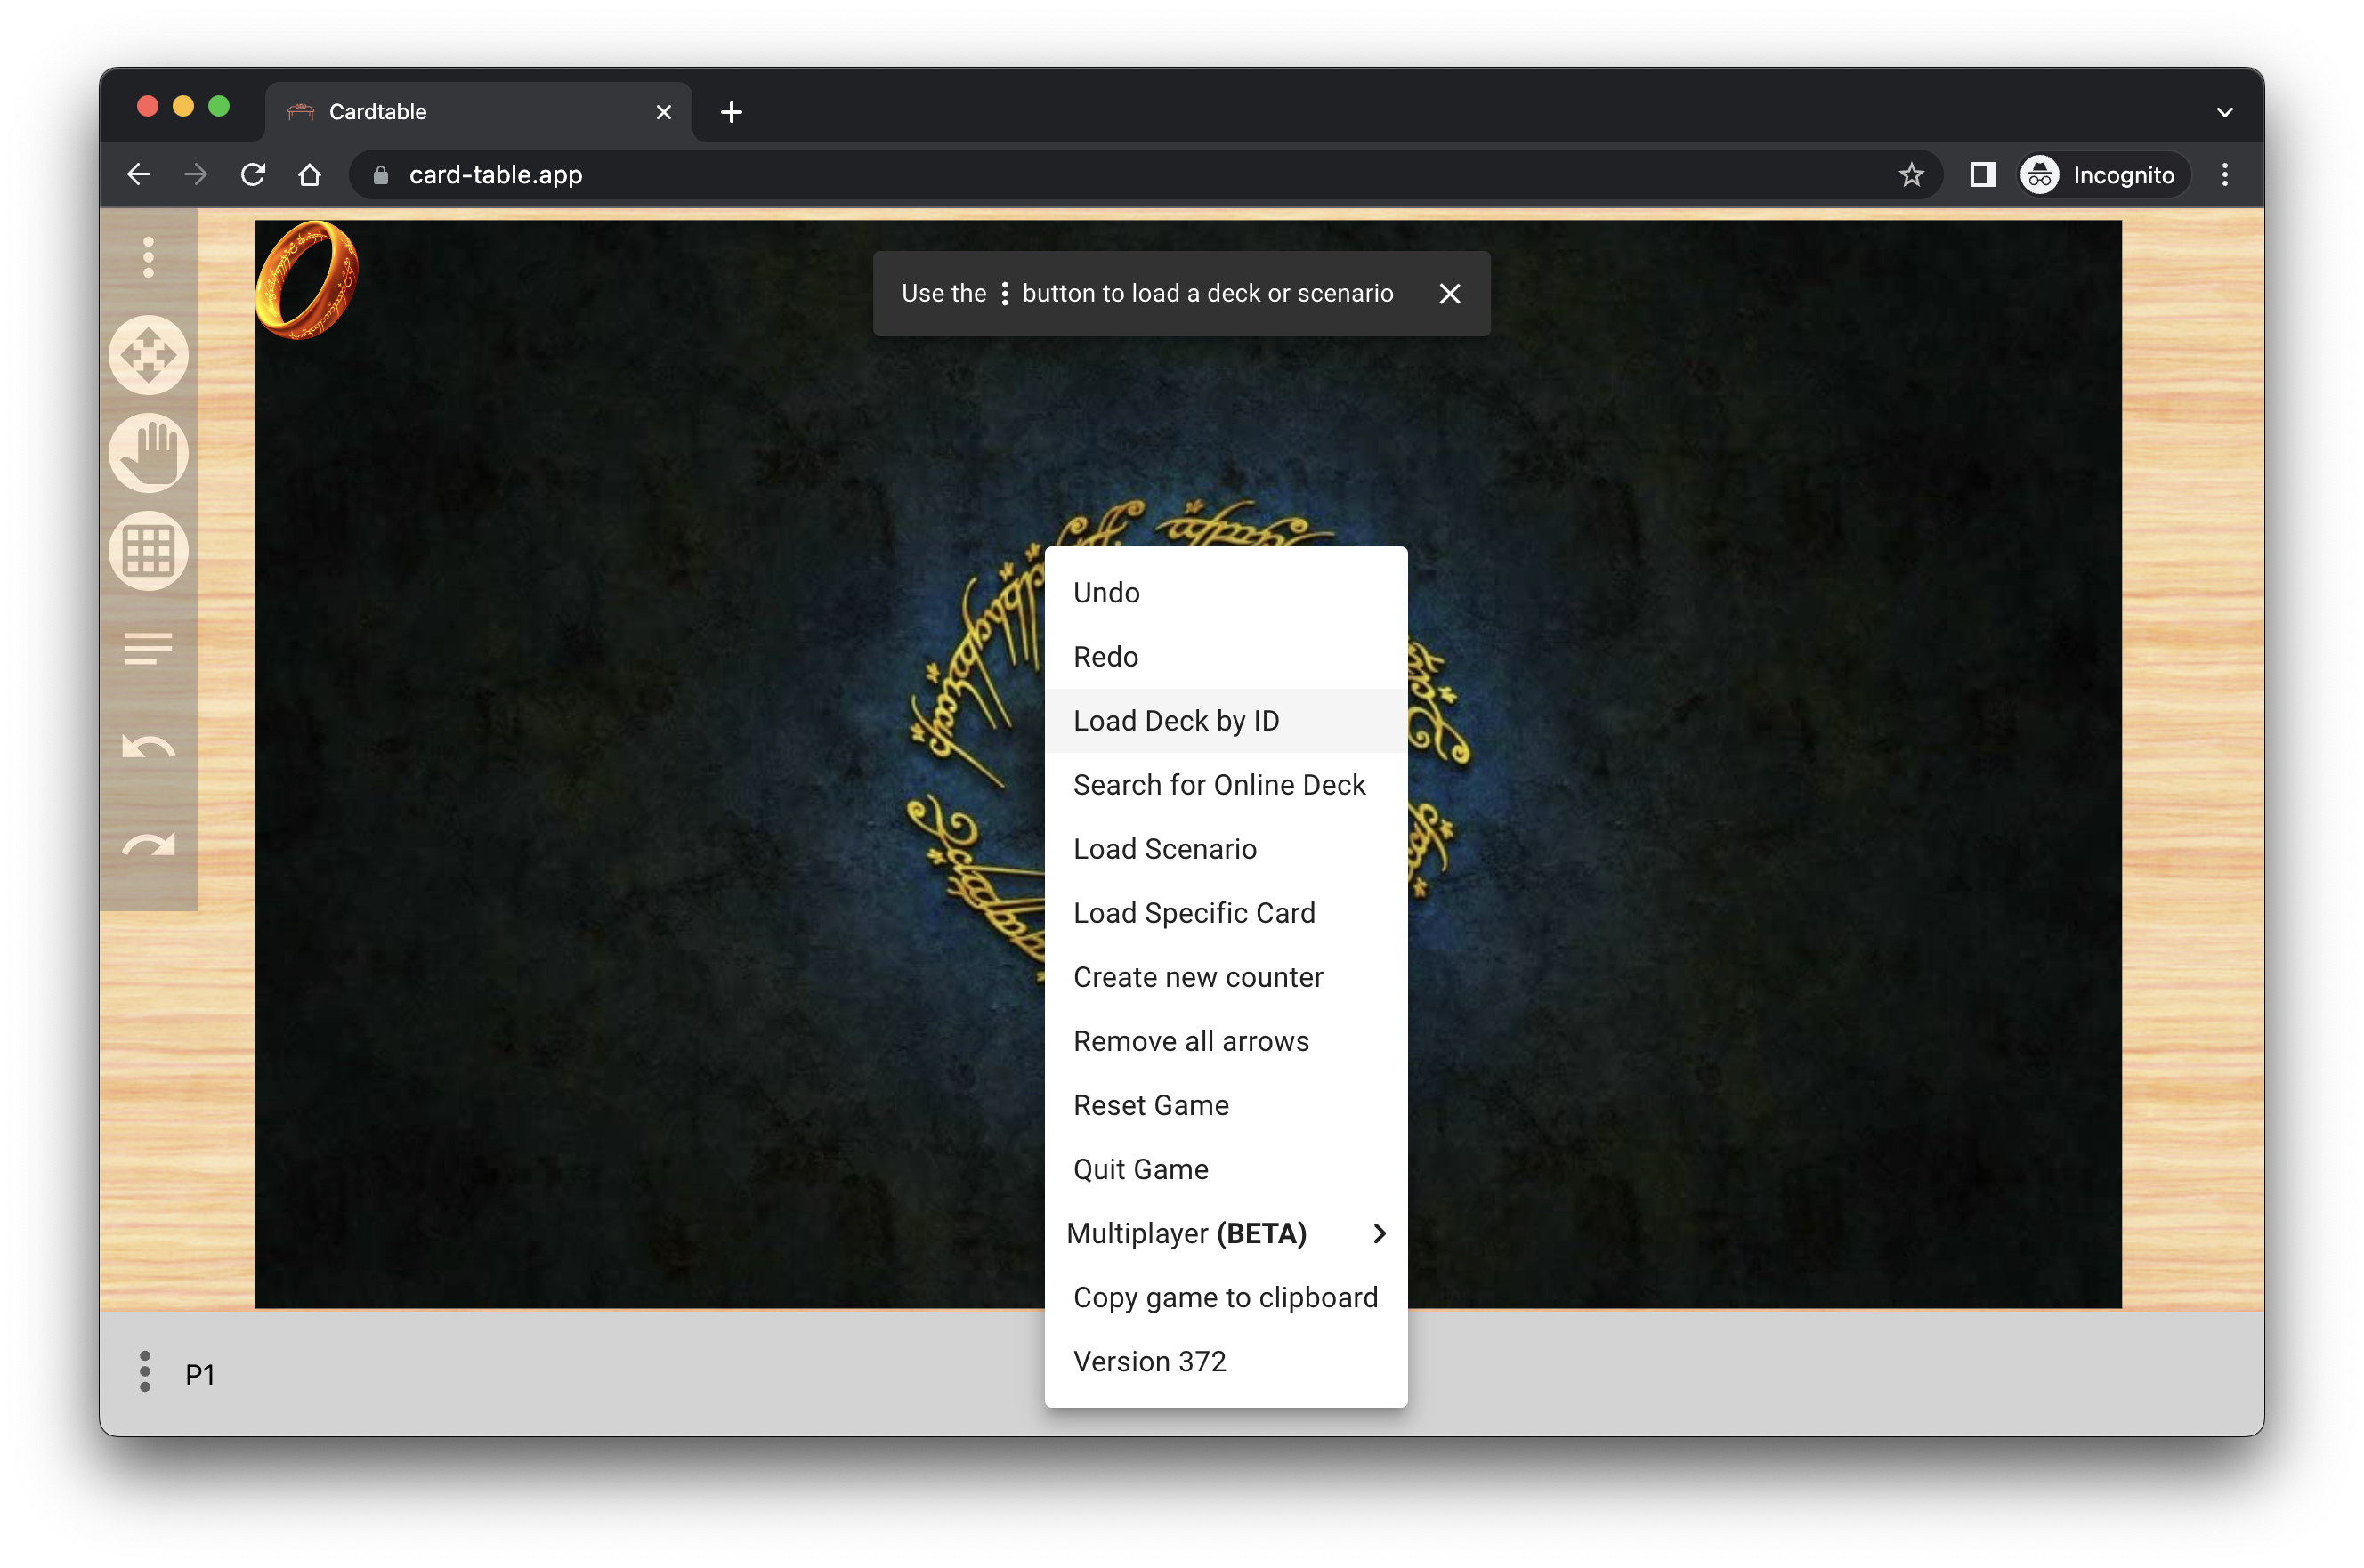 Cardtable
card-table.app
Incognito
Use the ⋮ button to load a deck or scenario
Undo
Redo
Load Deck by ID
Search for Online Deck
Load Scenario
Load Specific Card
Create new counter
Remove all arrows
Reset Game
Quit Game
Multiplayer (BETA)
Copy game to clipboard
Version 372
P1